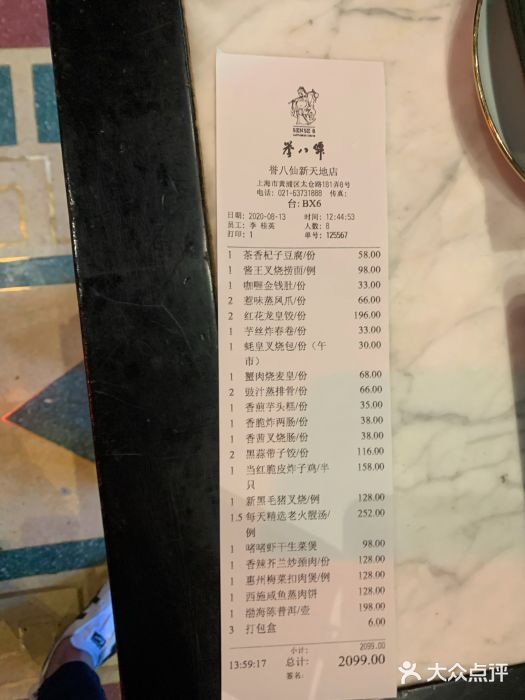 SENSE 8
誉八仙
誉八仙新天地店
上海市黄浦区太仓路181弄6号
电话: 021-63731888 传真:
台: BX6
日期: 2020-08-13 时间: 12:44:53
员工: 李 桂英 人数: 8
打印: 1 单号: 125567
1 茶香杞子豆腐/份 58.00
1 酱王叉烧捞面/例 98.00
1 咖喱金钱肚/份 33.00
2 惹味蒸凤爪/份 66.00
2 红花龙皇饺/份 196.00
1 芋丝炸春卷/份 33.00
1 蚝皇叉烧包/份（午 30.00
市）
1 蟹肉烧麦皇/份 68.00
2 豉汁蒸排骨/份 66.00
1 香煎芋头糕/份 35.00
1 香脆炸两肠/份 38.00
1 香茜叉烧肠/份 38.00
2 黑蒜带子饺/份 116.00
1 当红脆皮炸子鸡/半 158.00
只
1 新黑毛猪叉烧/例 128.00
1.5 每天精选老火靓汤/ 252.00
例
1 啫啫虾干生菜煲 98.00
1 香辣芥兰炒颈肉/份 128.00
1 惠州梅菜扣肉煲/例 128.00
1 西施咸鱼蒸肉饼 128.00
1 渤海陈普洱/壶 198.00
3 打包盒 6.00
小计: 2099.00
13:59:17 总计: 2099.00
签名:
大众点评